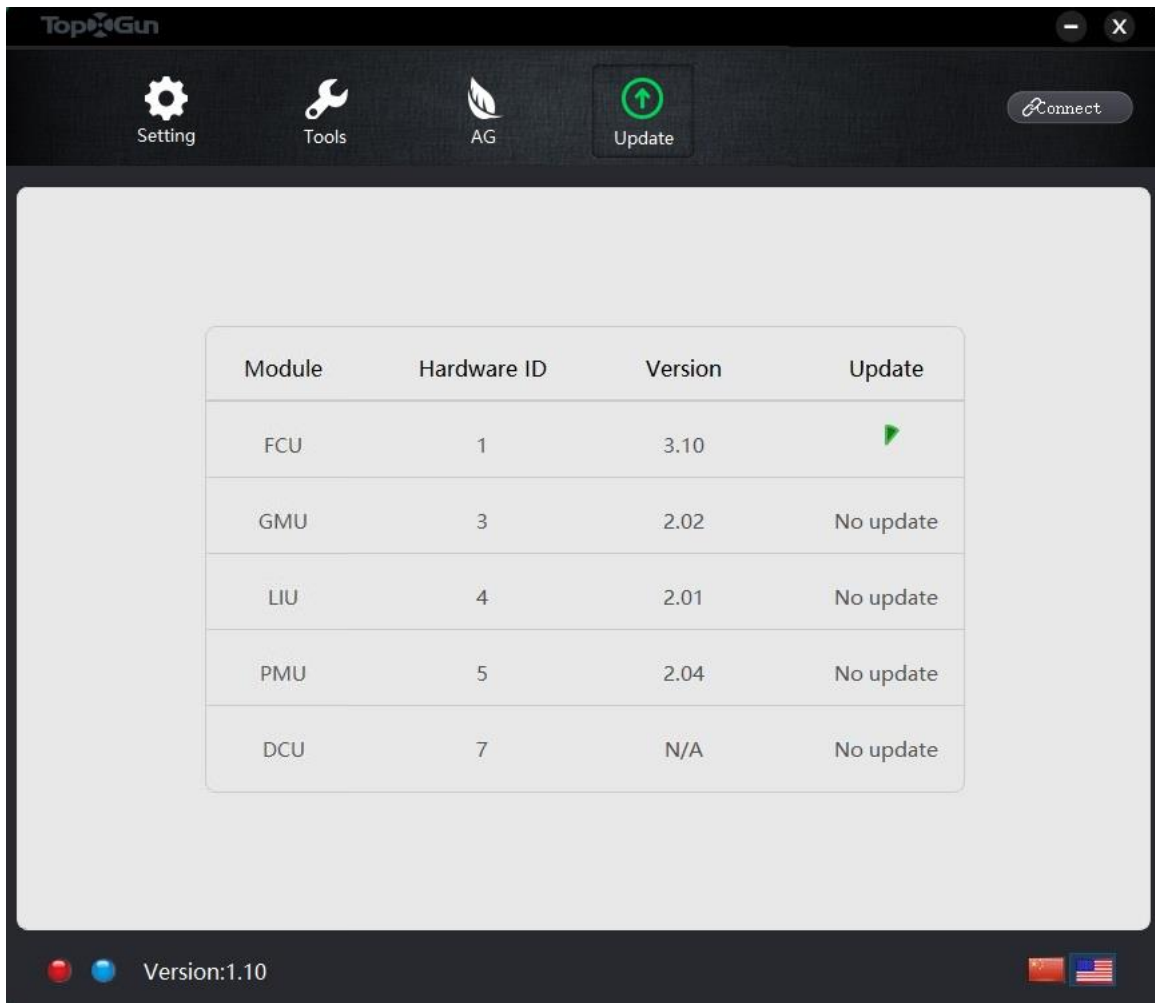 TopGun
X
Setting Tools AG Update Connect
Module Hardware ID Version Update
FCU 1 3.10
GMU 3 2.02 No update
LIU 4 2.01 No update
PMU 5 2.04 No update
DCU 7 N/A No update
Version:1.10